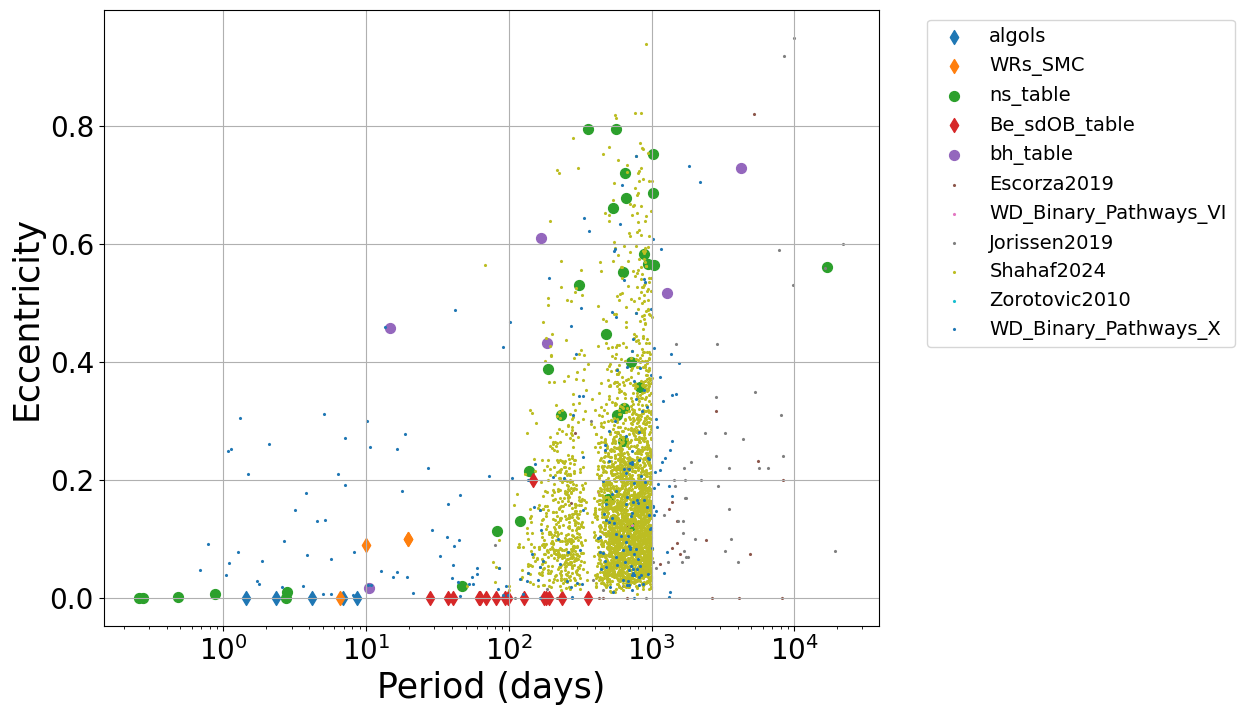 algols
WRs_SMC
ns_table
Be_sdOB_table
bh_table
Escorza2019
WD_Binary_Pathways_VI
Jorissen2019
Shahaf2024
Zorotovic2010
WD_Binary_Pathways_X
Eccentricity
0.8
0.6
0.4
0.2
0.0
10⁰ 10¹ 10² 10³ 10⁴
Period (days)